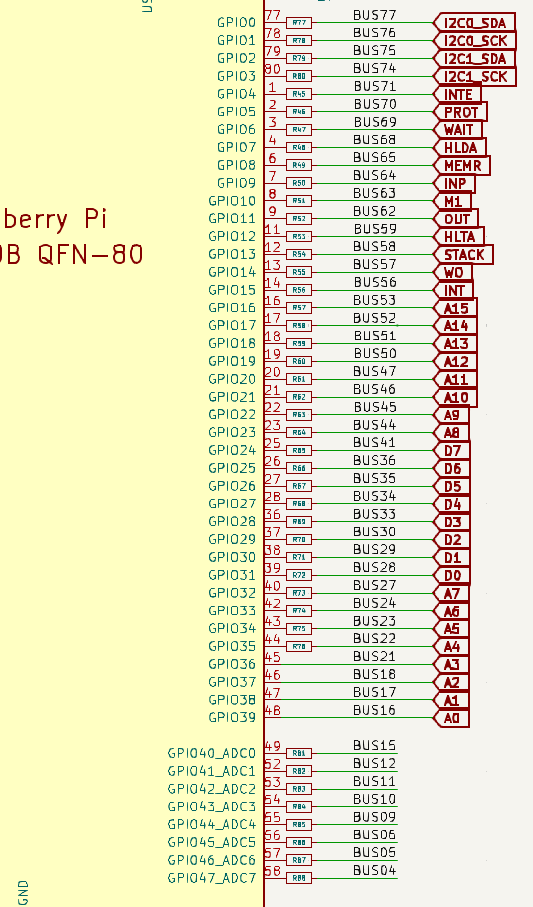 US
GPIO0 77 R77 BUS77 I2C0_SDA
GPIO1 78 R78 BUS76 I2C0_SCK
GPIO2 79 R79 BUS75 I2C1_SDA
GPIO3 80 R80 BUS74 I2C1_SCK
GPIO4 1 R45 BUS71 INTE
GPIO5 2 R46 BUS70 PROT
GPIO6 3 R47 BUS69 WAIT
GPIO7 4 R48 BUS68 HLDA
GPIO8 6 R49 BUS65 MEMR
GPIO9 7 R50 BUS64 INP
GPIO10 8 R51 BUS63 M1
GPIO11 9 R52 BUS62 OUT
berry Pi
GPIO12 11 R53 BUS59 HLTA
GPIO13 12 R54 BUS58 STACK
0B QFN-80
GPIO14 13 R55 BUS57 WO
GPIO15 14 R56 BUS56 INT
GPIO16 16 R57 BUS53 A15
GPIO17 17 R58 BUS52 A14
GPIO18 18 R59 BUS51 A13
GPIO19 19 R60 BUS50 A12
GPIO20 20 R61 BUS47 A11
GPIO21 21 R62 BUS46 A10
GPIO22 22 R63 BUS45 A9
GPIO23 23 R64 BUS44 A8
GPIO24 25 R65 BUS41 D7
GPIO25 26 R66 BUS36 D6
GPIO26 27 R67 BUS35 D5
GPIO27 28 R68 BUS34 D4
GPIO28 36 R69 BUS33 D3
GPIO29 37 R70 BUS30 D2
GPIO30 38 R71 BUS29 D1
GPIO31 39 R72 BUS28 D0
GPIO32 40 R73 BUS27 A7
GPIO33 42 R74 BUS24 A6
GPIO34 43 R75 BUS23 A5
GPIO35 44 R76 BUS22 A4
GPIO36 45 BUS21 A3
GPIO37 46 BUS18 A2
GPIO38 47 BUS17 A1
GPIO39 48 BUS16 A0
GPIO40_ADC0 49 R81 BUS15
GPIO41_ADC1 52 R82 BUS12
GPIO42_ADC2 53 R83 BUS11
GPIO43_ADC3 54 R84 BUS10
GPIO44_ADC4 55 R85 BUS09
GPIO45_ADC5 56 R86 BUS06
GPIO46_ADC6 57 R87 BUS05
GPIO47_ADC7 58 R88 BUS04
GND